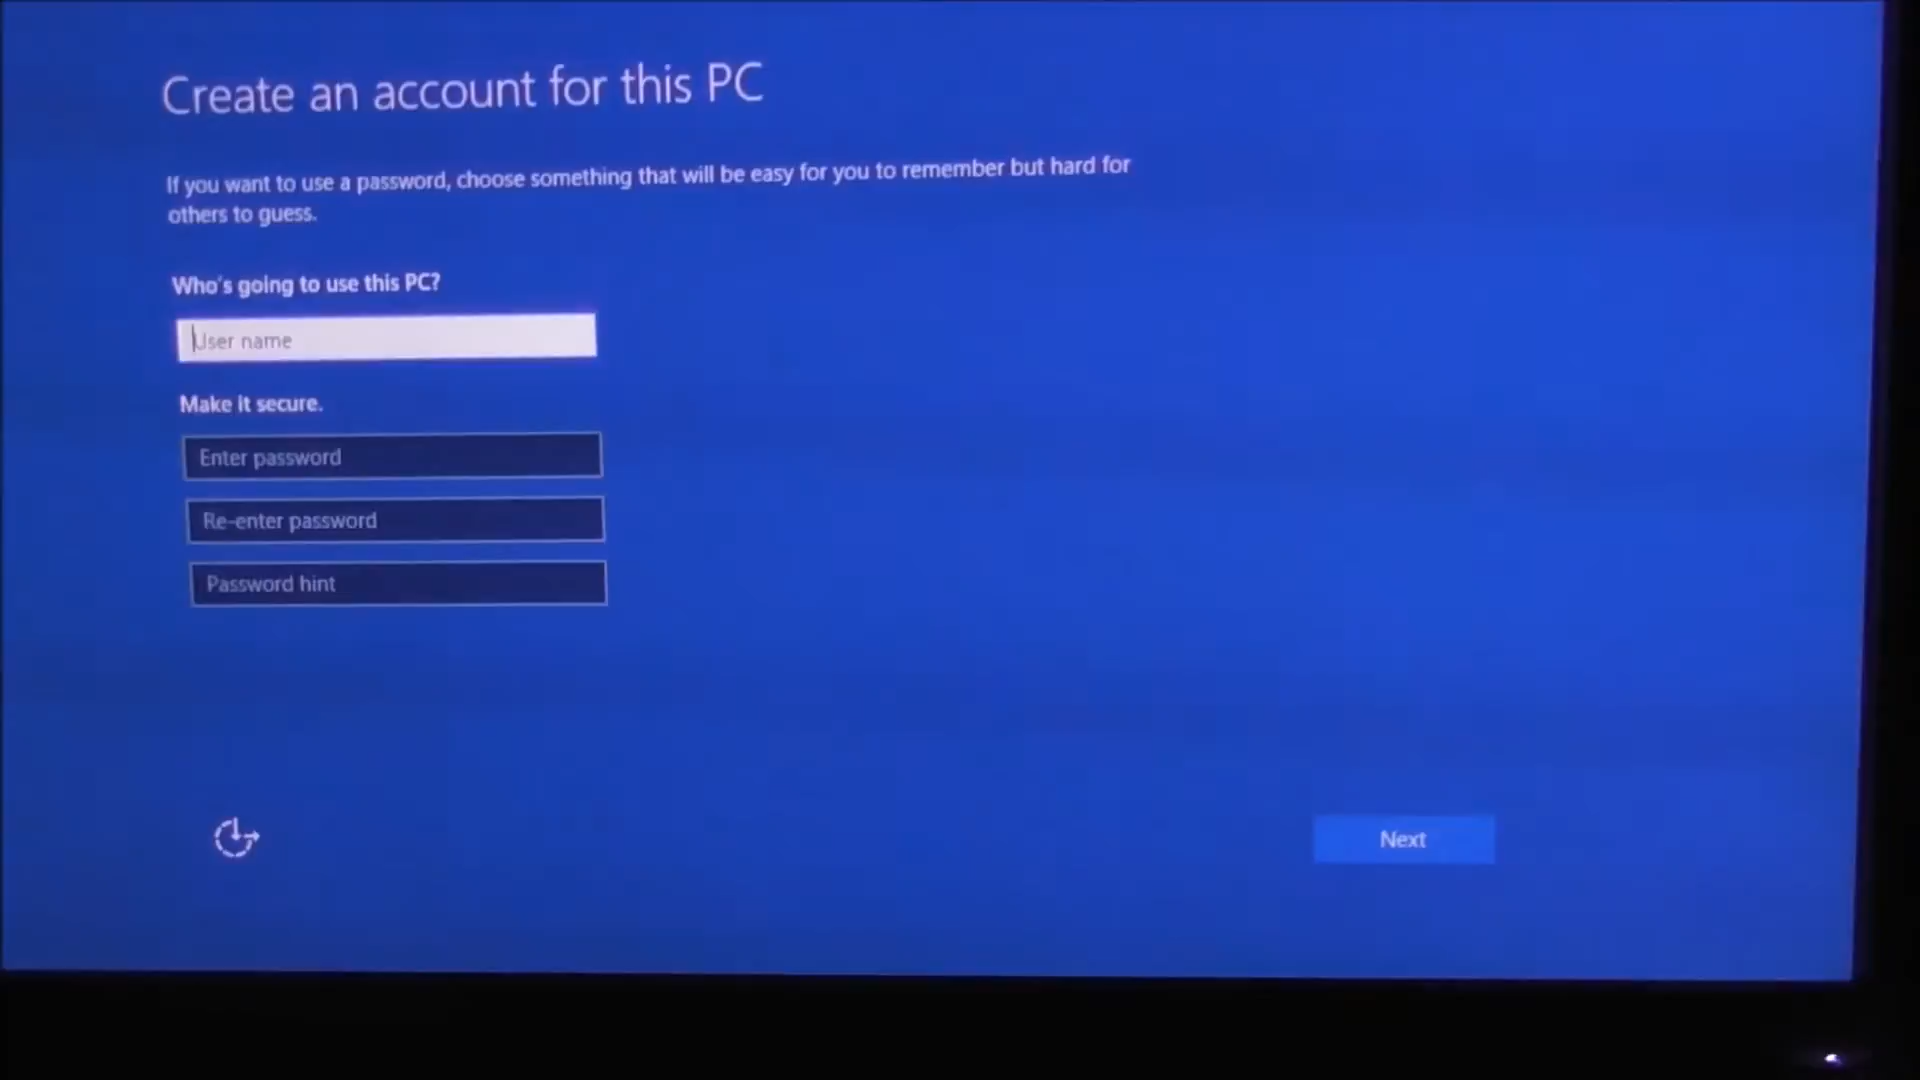 Create an account for this PC
If you want to use a password, choose something that will be easy for you to remember but hard for
others to guess.
Who's going to use this PC?
User name
Make it secure.
Enter password
Re-enter password
Password hint
Next